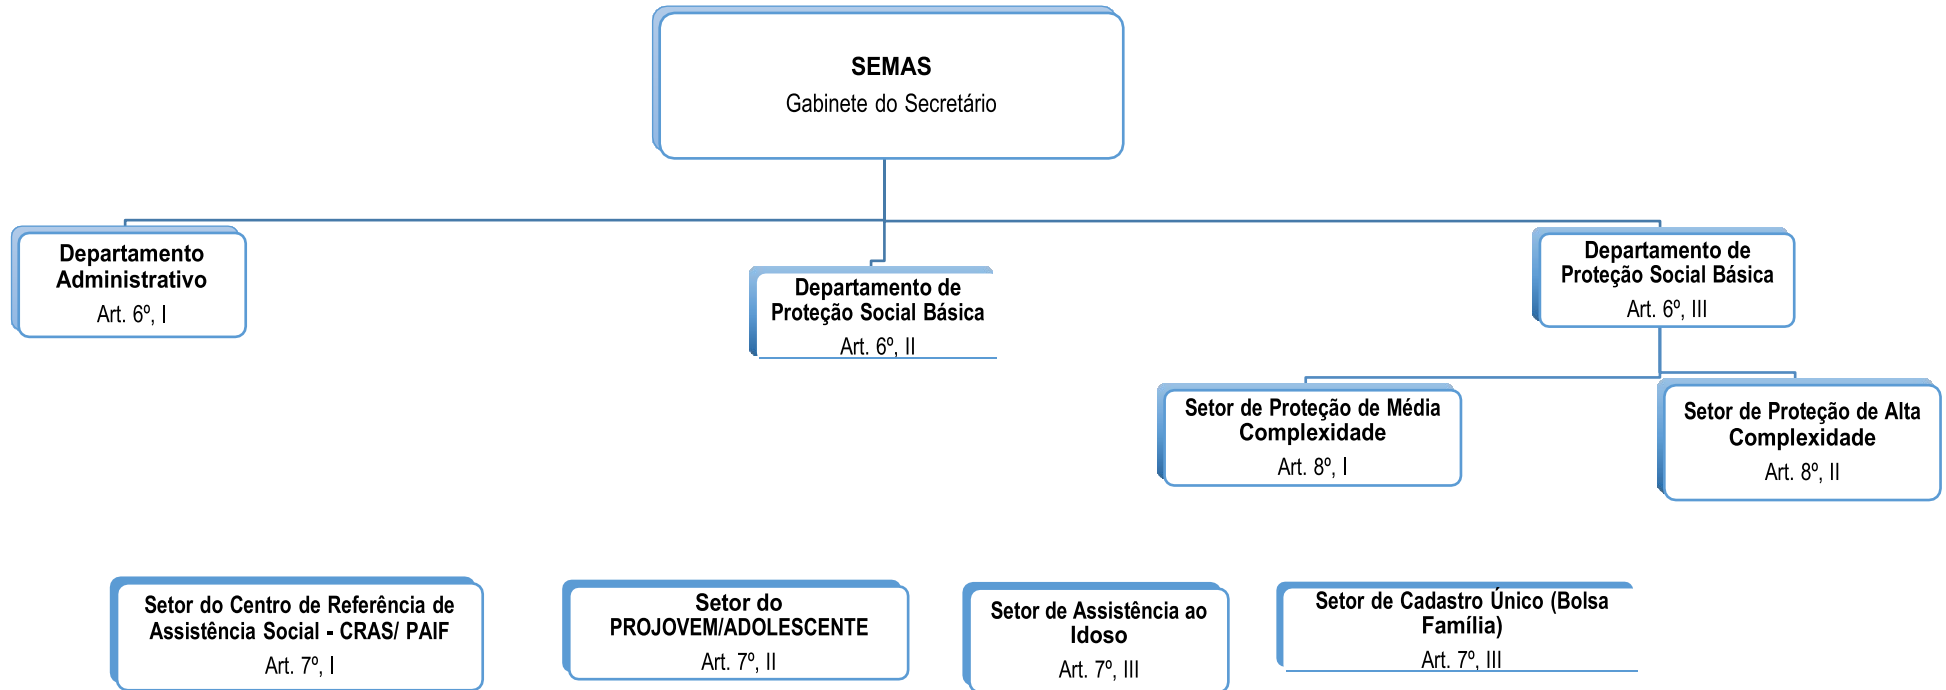 SEMAS
Gabinete do Secretário
Departamento
Administrativo
Art. 6º, I
Departamento de
Proteção Social Básica
Art. 6º, II
Departamento de
Proteção Social Básica
Art. 6º, III
Setor de Proteção de Média
Complexidade
Art. 8º, I
Setor de Proteção de Alta
Complexidade
Art. 8º, II
Setor do Centro de Referência de
Assistência Social - CRAS/ PAIF
Art. 7º, I
Setor do
PROJOVEM/ADOLESCENTE
Art. 7º, II
Setor de Assistência ao
Idoso
Art. 7º, III
Setor de Cadastro Único (Bolsa
Família)
Art. 7º, III